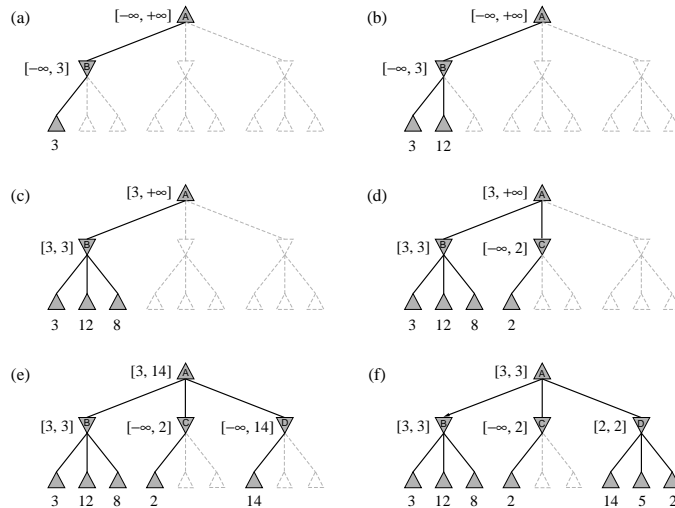 (a) [−∞, +∞] A (b) [−∞, +∞] A
[−∞, 3] B [−∞, 3] B
3 3 12
(c) [3, +∞] A (d) [3, +∞] A
[3, 3] B [3, 3] B [−∞, 2] C
3 12 8 3 12 8 2
(e) [3, 14] A (f) [3, 3] A
[3, 3] B [−∞, 2] C [−∞, 14] D [3, 3] B [−∞, 2] C [2, 2] D
3 12 8 2 14 3 12 8 2 14 5 2